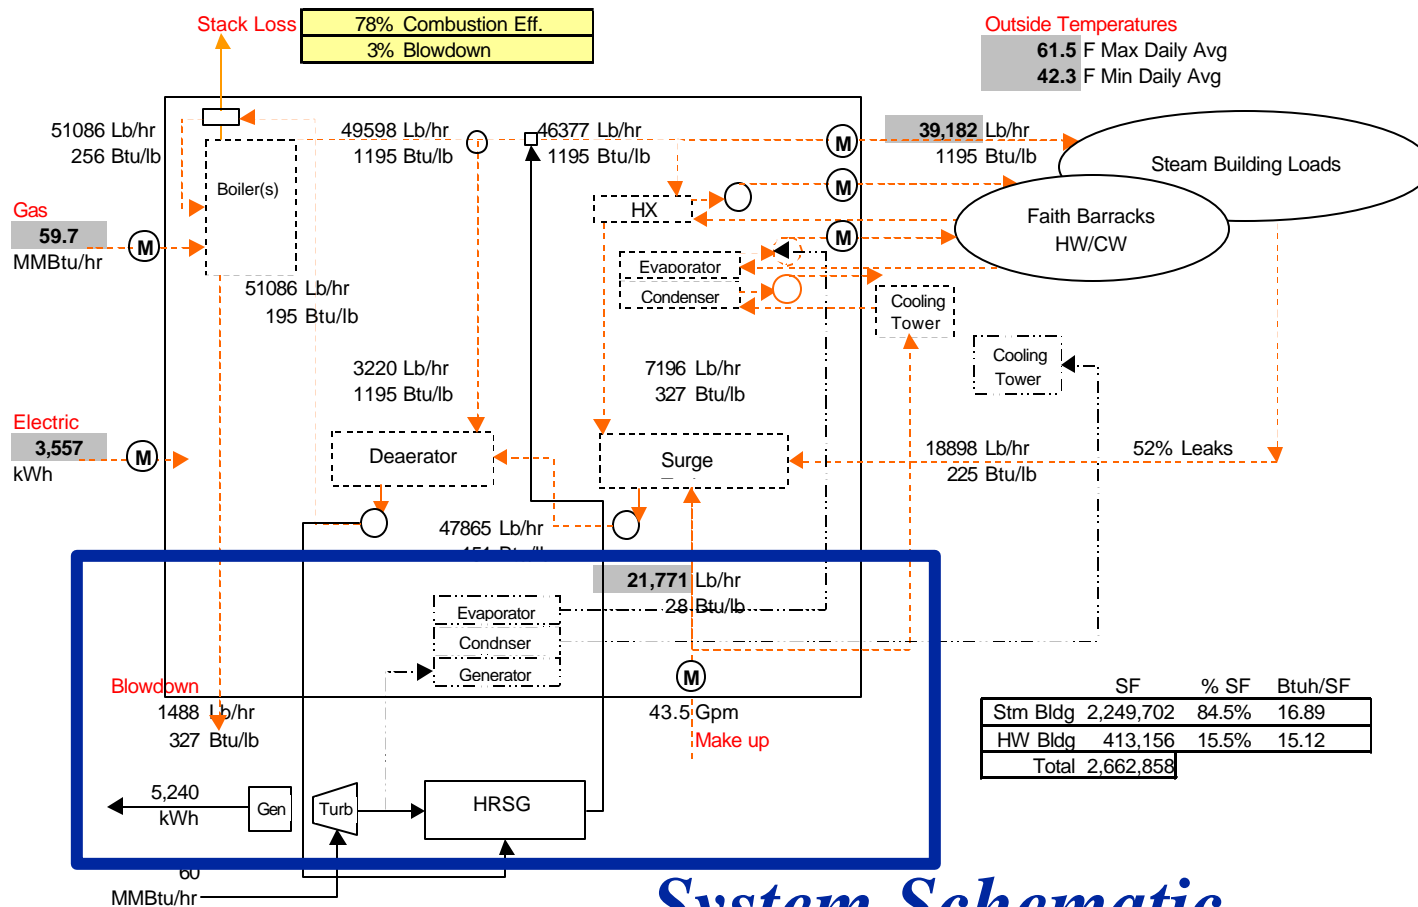 Stack Loss
78% Combustion Eff.
3% Blowdown
Outside Temperatures
61.5 F Max Daily Avg
42.3 F Min Daily Avg
51086 Lb/hr
256 Btu/lb
49598 Lb/hr
1195 Btu/lb
46377 Lb/hr
1195 Btu/lb
M
39,182 Lb/hr
1195 Btu/lb
Steam Building Loads
Boiler(s)
M
HX
Faith Barracks
HW/CW
Gas
59.7
MMBtu/hr
M
M
Evaporator
Condenser
51086 Lb/hr
195 Btu/lb
Cooling
Tower
Cooling
Tower
3220 Lb/hr
1195 Btu/lb
7196 Lb/hr
327 Btu/lb
Electric
3,557
kWh
M
Deaerator
Surge
18898 Lb/hr
225 Btu/lb
52% Leaks
47865 Lb/hr
151 Btu/lb
21,771 Lb/hr
28 Btu/lb
Evaporator
Condnser
Generator
M
Blowdown
1488 Lb/hr
327 Btu/lb
43.5 Gpm
Make up
SF % SF Btuh/SF
Stm Bldg 2,249,702 84.5% 16.89
HW Bldg 413,156 15.5% 15.12
Total 2,662,858
5,240
kWh
Gen
Turb
HRSG
60
MMBtu/hr
System Schematic